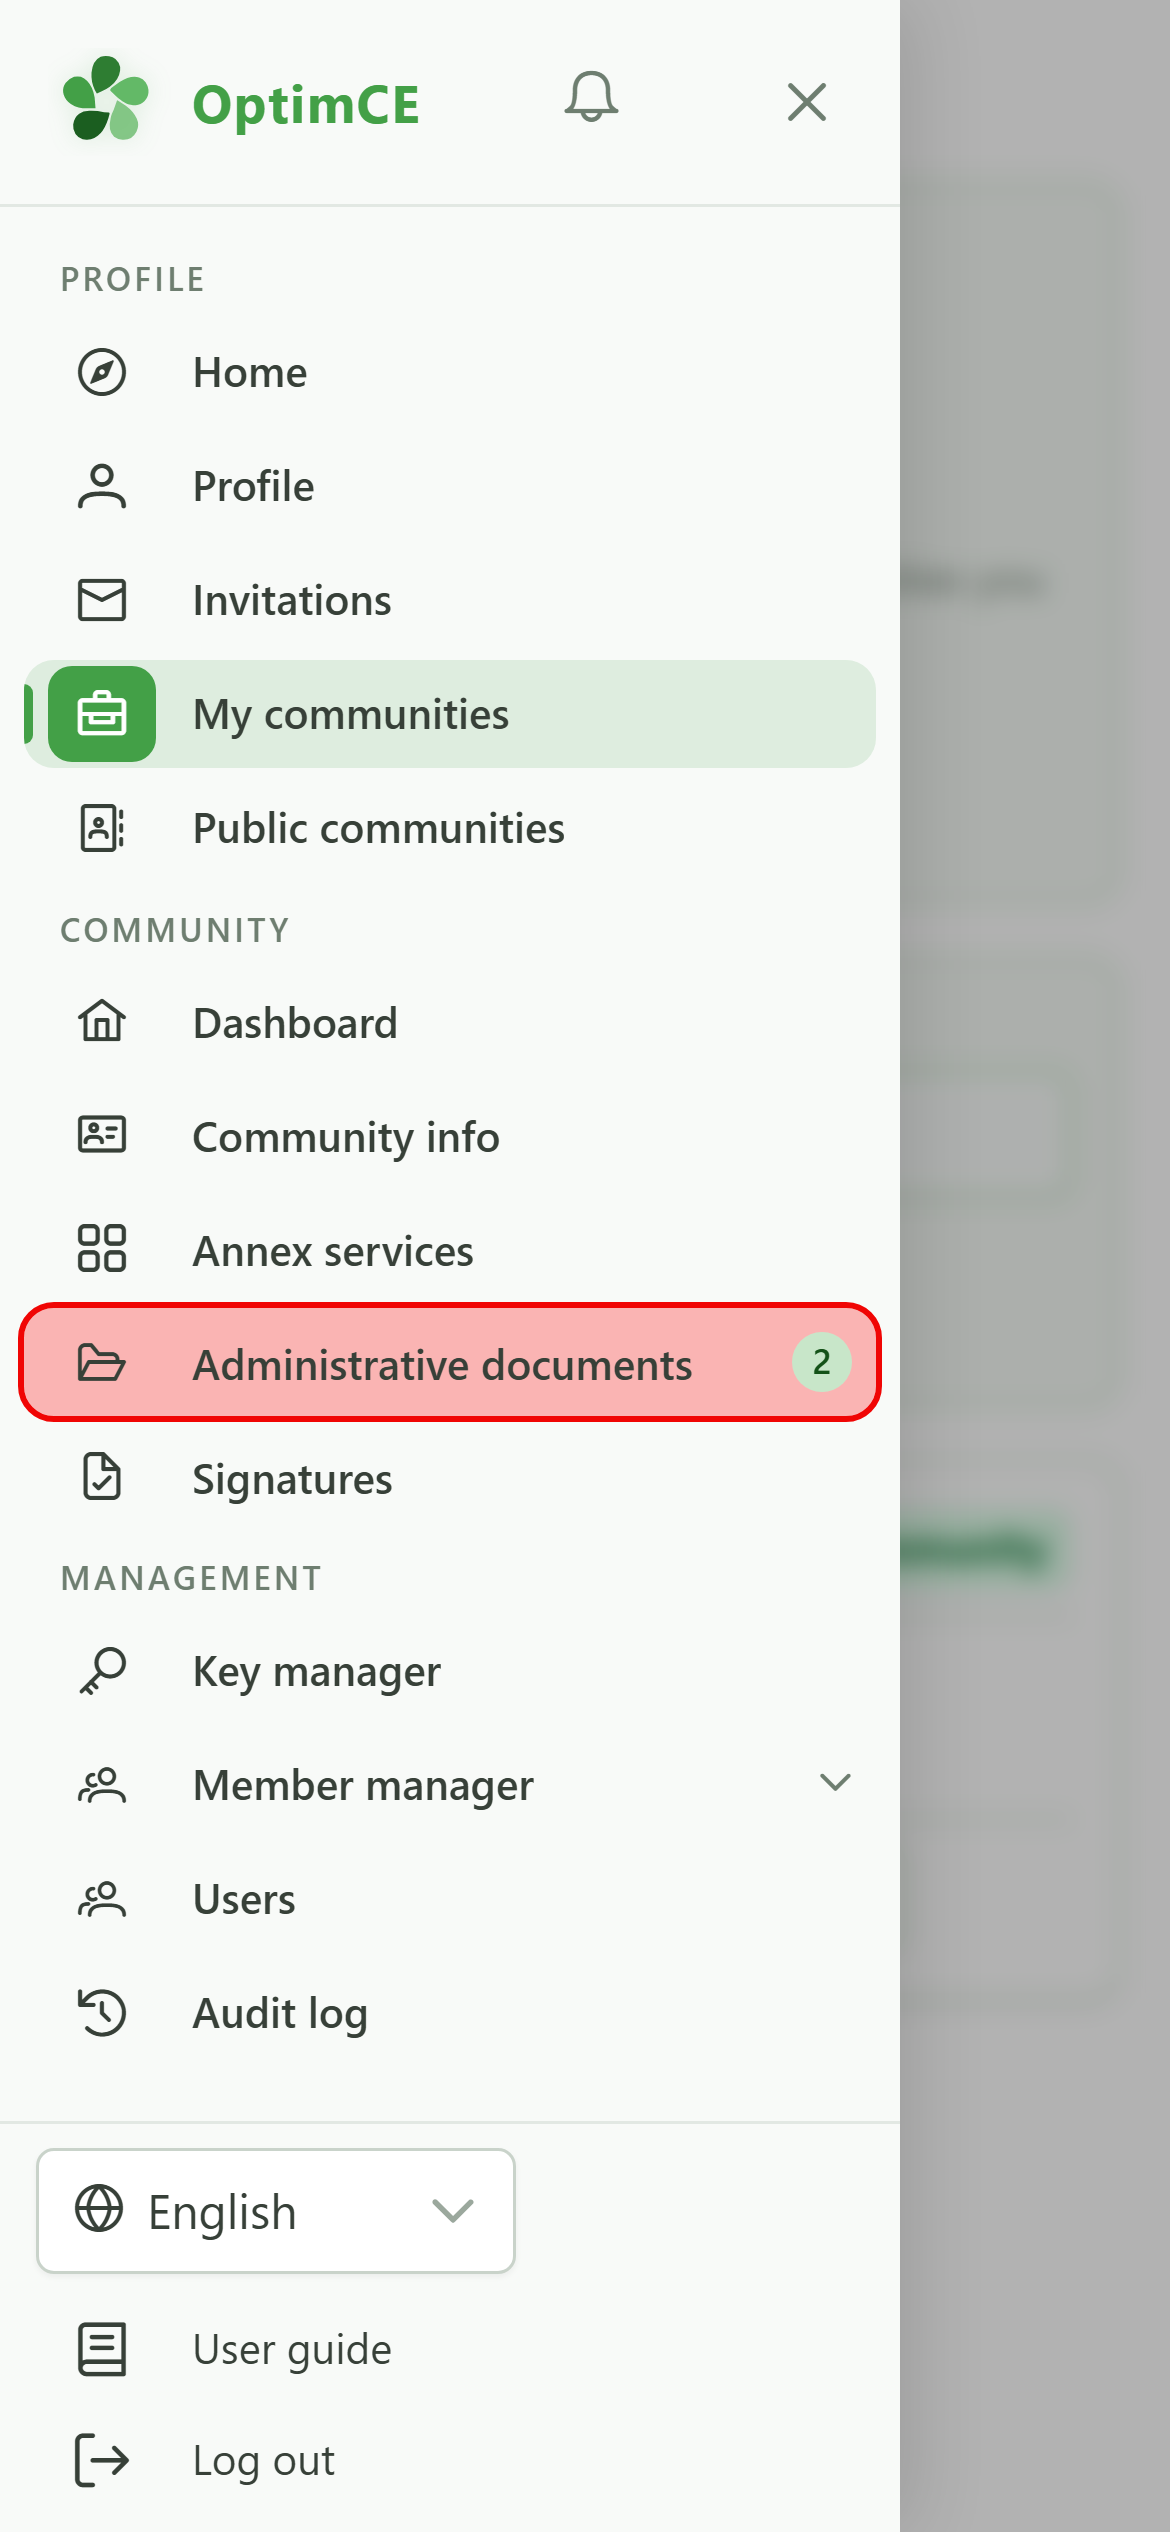 OptimCE
PROFILE
Home
Profile
Invitations
My communities
Public communities
COMMUNITY
Dashboard
Community info
Annex services
Administrative documents 2
Signatures
MANAGEMENT
Key manager
Member manager
Users
Audit log
English
User guide
Log out